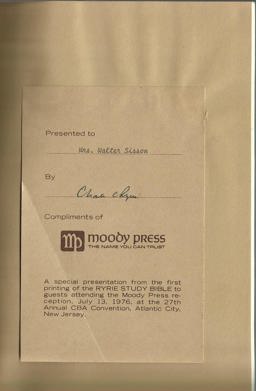 Presented to
Mrs. Walter Sisson
By
Compliments of
mp moody press
THE NAME YOU CAN TRUST
A special presentation from the first
printing of the RYRIE STUDY BIBLE to
guests attending the Moody Press re-
ception, July 13, 1976, at the 27th
Annual CBA Convention, Atlantic City,
New Jersey.